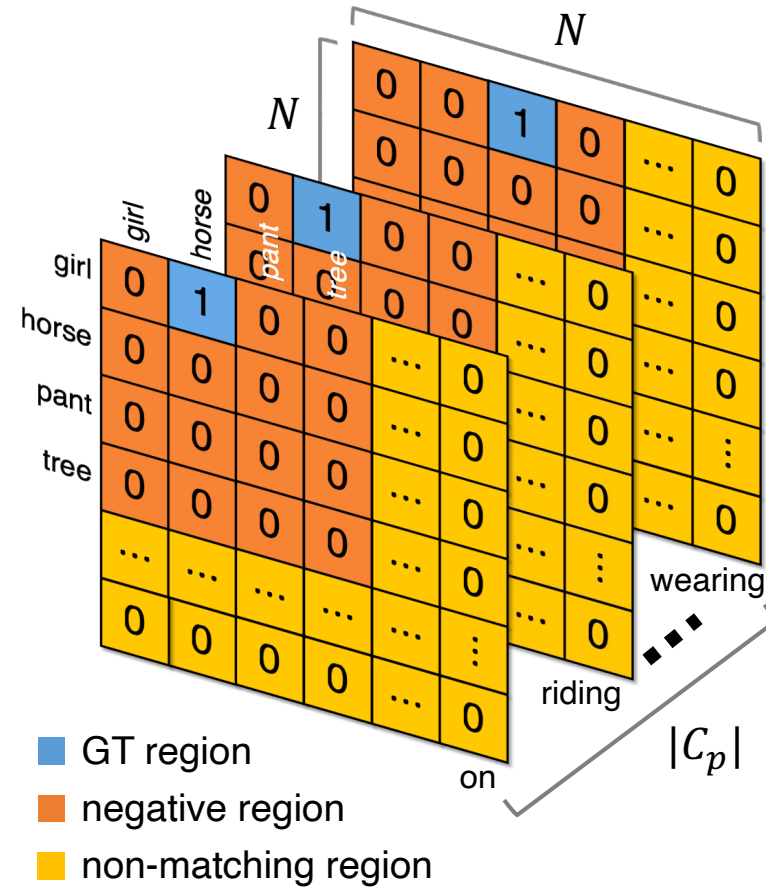 N
0 0 1 0 ... 0
0 0 0 0 ... 0
... 0
... 0
... ⋮
... 0
wearing
N
0 1 0 0 ... 0
0 0 0 0 ... 0
... 0
... 0
... ⋮
... 0
riding
girl horse pant tree
girl 0 1 0 0 ... 0
horse 0 0 0 0 ... 0
pant 0 0 0 0 ... 0
tree 0 0 0 0 ... 0
... ... ... ... ... ⋮
0 0 0 0 ... 0
on
|C_p|
GT region
negative region
non-matching region